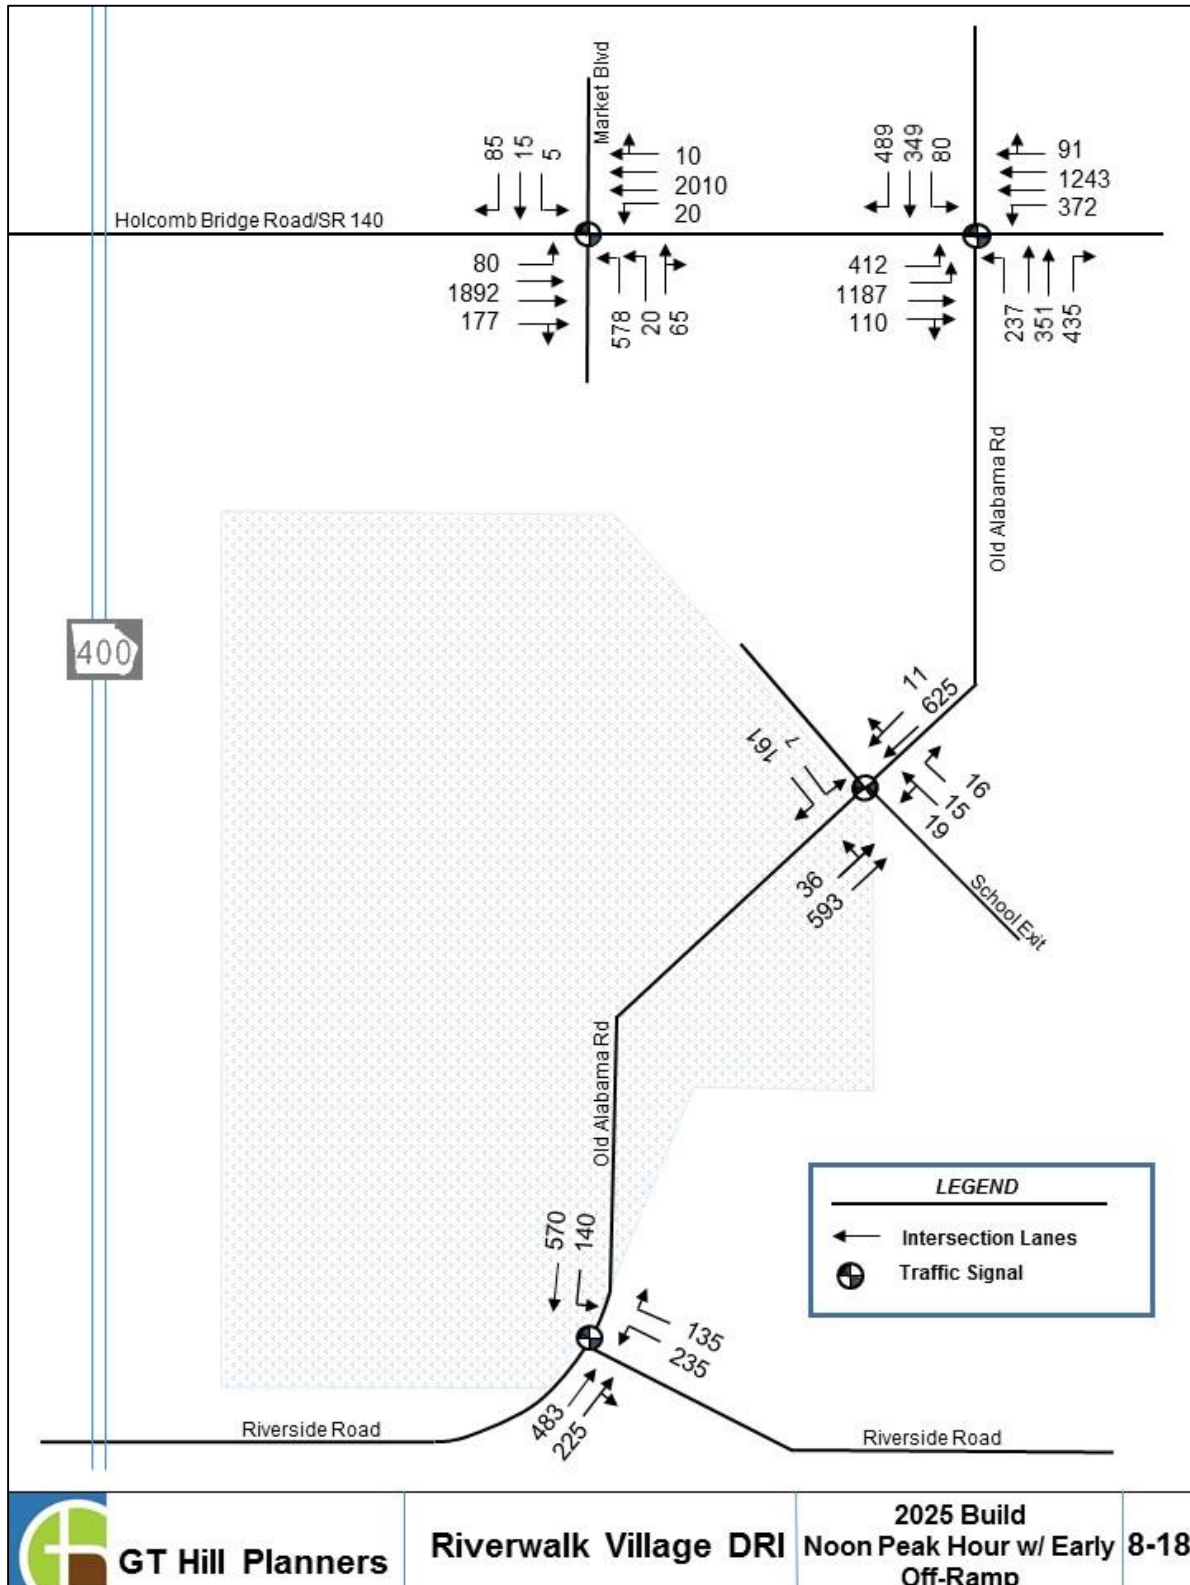 Market Blvd
85
15
5
10
2010
20
489
349
80
91
1243
372
Holcomb Bridge Road/SR 140
80
1892
177
578
20
65
412
1187
110
237
351
435
Old Alabama Rd
400
11
625
7
161
16
15
19
36
593
School Exit
Old Alabama Rd
570
140
135
235
483
225
Riverside Road
Riverside Road
LEGEND
Intersection Lanes
Traffic Signal
GT Hill Planners
Riverwalk Village DRI
2025 Build
Noon Peak Hour w/ Early
Off-Ramp
8-18